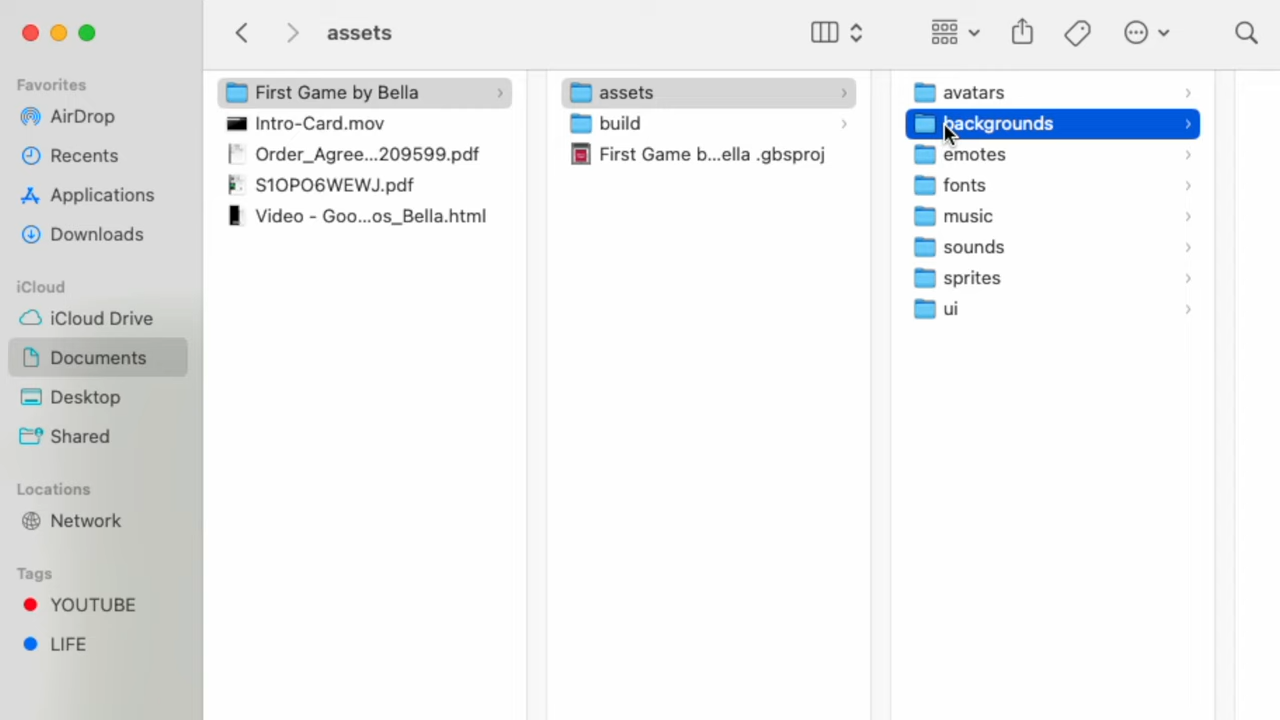 assets
Favorites
AirDrop
Recents
Applications
Downloads
iCloud
iCloud Drive
Documents
Desktop
Shared
Locations
Network
Tags
YOUTUBE
LIFE
First Game by Bella
Intro-Card.mov
Order_Agree...209599.pdf
S1OPO6WEWJ.pdf
Video - Goo...os_Bella.html
assets
build
First Game b...ella .gbsproj
avatars
backgrounds
emotes
fonts
music
sounds
sprites
ui